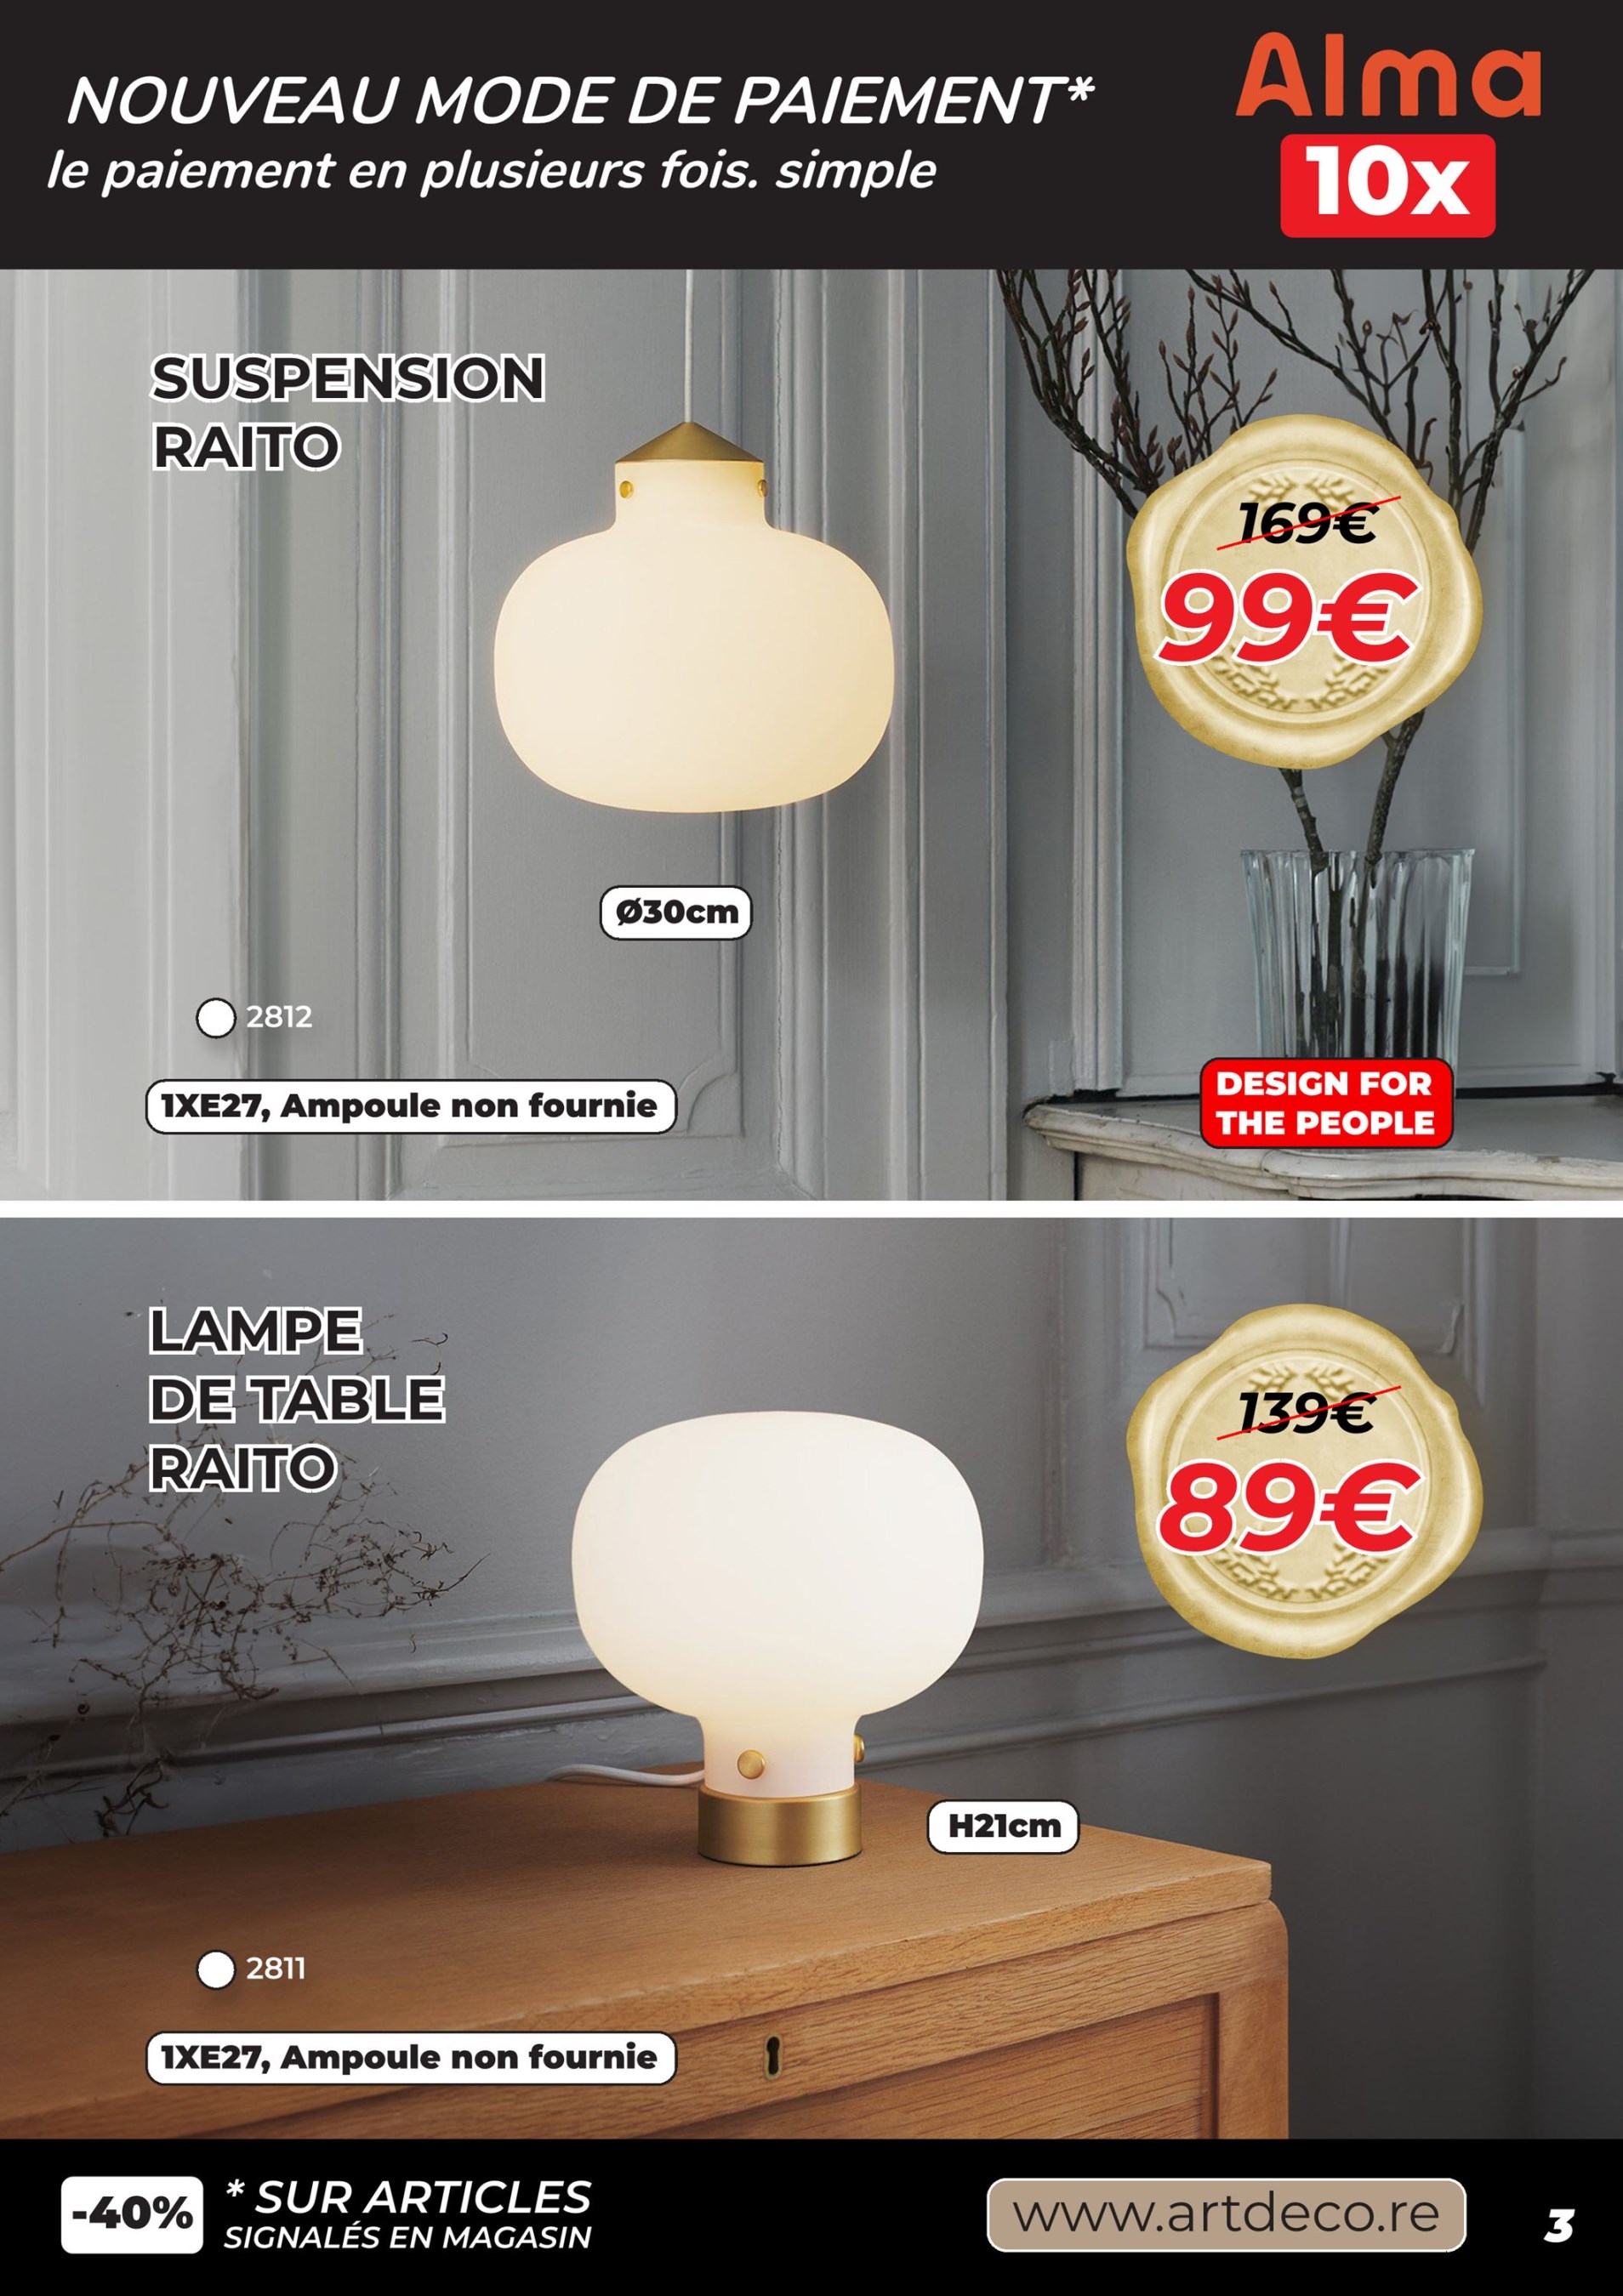 NOUVEAU MODE DE PAIEMENT*
le paiement en plusieurs fois. simple
Alma
10x
SUSPENSION
RAITO
169€
99€
Ø30cm
2812
1XE27, Ampoule non fournie
DESIGN FOR
THE PEOPLE
LAMPE
DE TABLE
RAITO
139€
89€
H21cm
2811
1XE27, Ampoule non fournie
-40%
* SUR ARTICLES
SIGNALÉS EN MAGASIN
www.artdeco.re
3